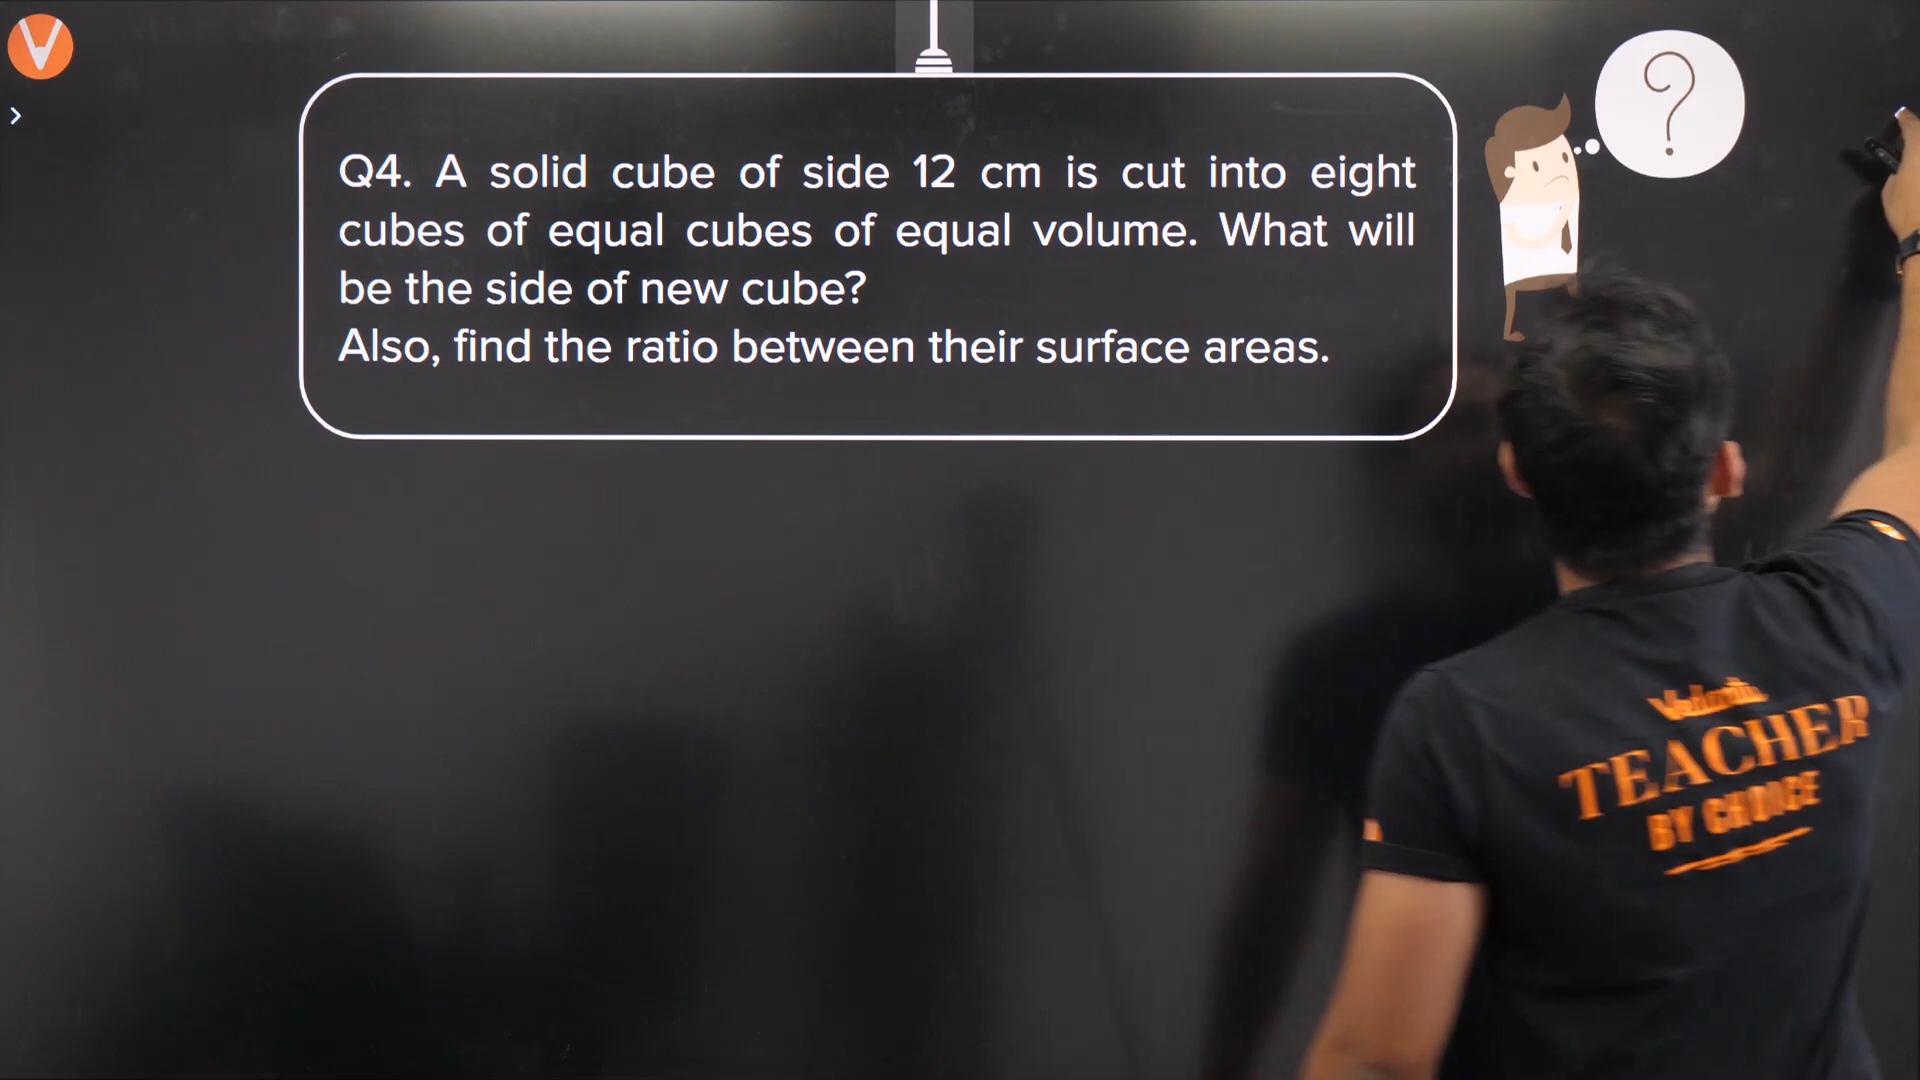 Q4. A solid cube of side 12 cm is cut into eight
cubes of equal cubes of equal volume. What will
be the side of new cube?
Also, find the ratio between their surface areas.
?
Vedantu
TEACHER
BY CHOICE